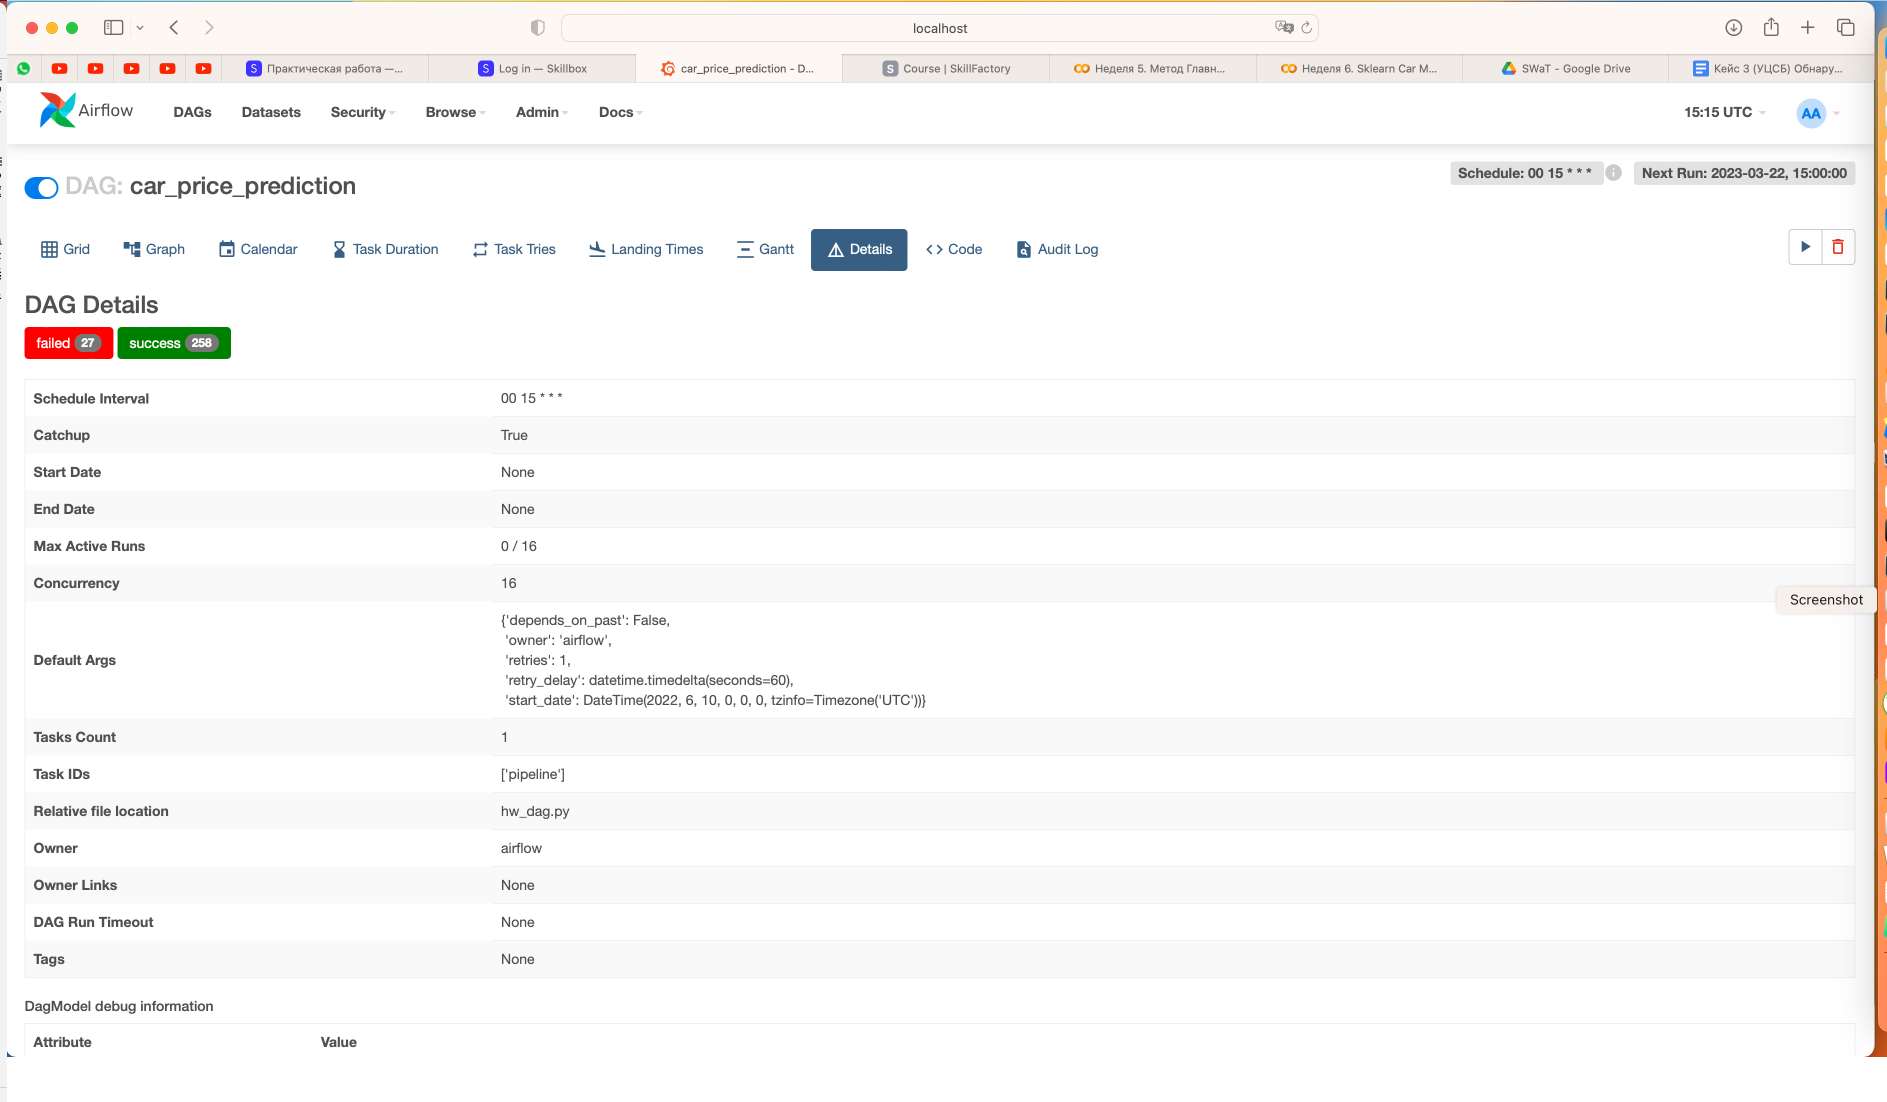 localhost
Практическая работа —...
Log in — Skillbox
car_price_prediction - D...
Course | SkillFactory
Неделя 5. Метод Главн...
Неделя 6. Sklearn Car M...
SWaT - Google Drive
Кейс 3 (УЦСБ) Обнару...
Airflow
DAGs
Datasets
Security
Browse
Admin
Docs
15:15 UTC
AA
DAG: car_price_prediction
Schedule: 00 15 * * *
Next Run: 2023-03-22, 15:00:00
Grid
Graph
Calendar
Task Duration
Task Tries
Landing Times
Gantt
Details
Code
Audit Log
DAG Details
failed 27
success 258
Schedule Interval 00 15 * * *
Catchup True
Start Date None
End Date None
Max Active Runs 0 / 16
Concurrency 16
Default Args
{'depends_on_past': False,
'owner': 'airflow',
'retries': 1,
'retry_delay': datetime.timedelta(seconds=60),
'start_date': DateTime(2022, 6, 10, 0, 0, 0, tzinfo=Timezone('UTC'))}
Tasks Count 1
Task IDs ['pipeline']
Relative file location hw_dag.py
Owner airflow
Owner Links None
DAG Run Timeout None
Tags None
Screenshot
DagModel debug information
Attribute Value